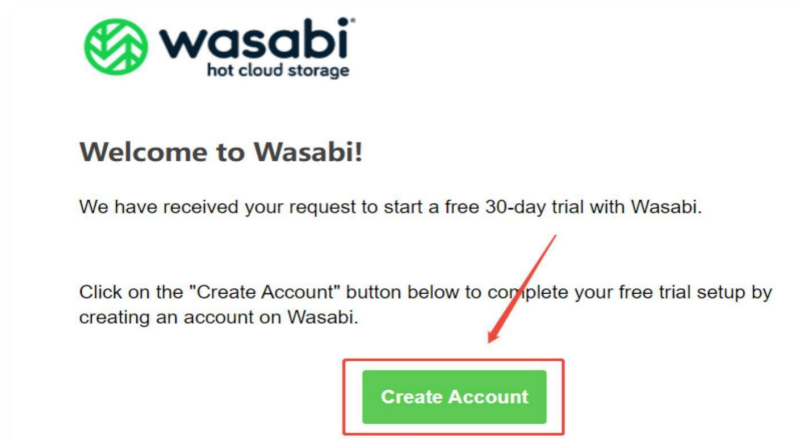 wasabi
hot cloud storage
Welcome to Wasabi!
We have received your request to start a free 30-day trial with Wasabi.
Click on the "Create Account" button below to complete your free trial setup by
creating an account on Wasabi.
Create Account